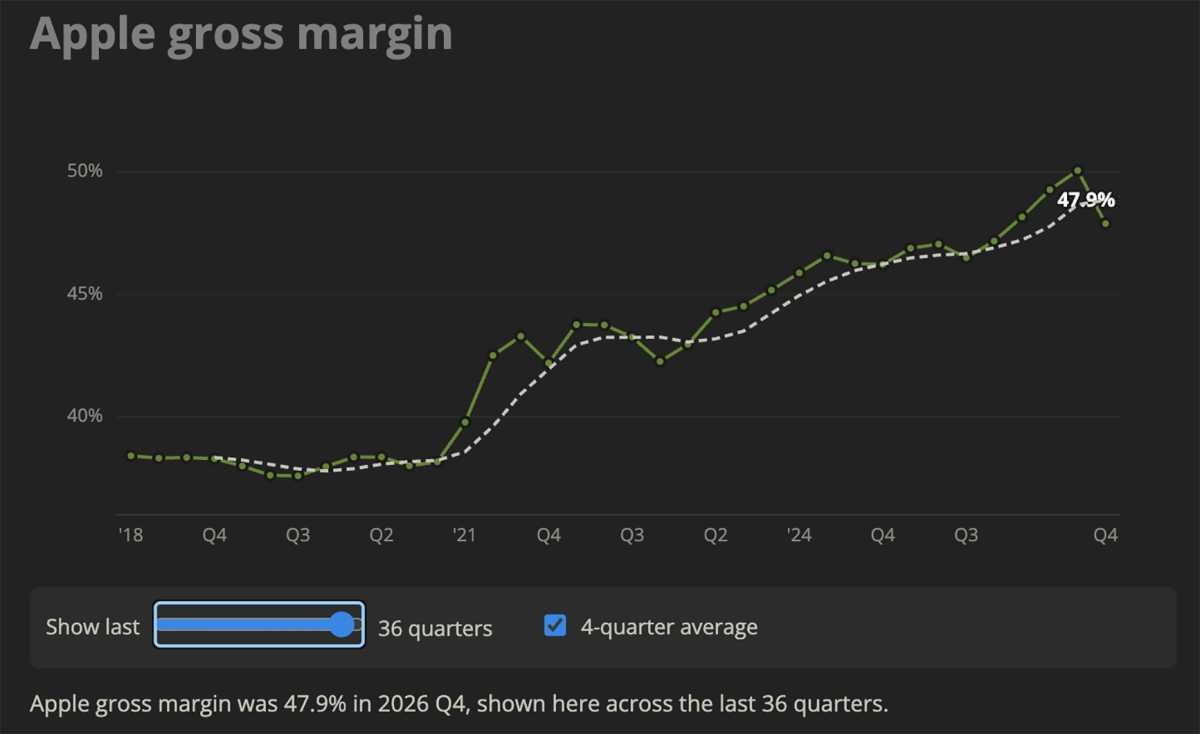 Apple gross margin
50%
47.9%
45%
40%
'18 Q4 Q3 Q2 '21 Q4 Q3 Q2 '24 Q4 Q3 Q4
Show last 36 quarters 4-quarter average
Apple gross margin was 47.9% in 2026 Q4, shown here across the last 36 quarters.